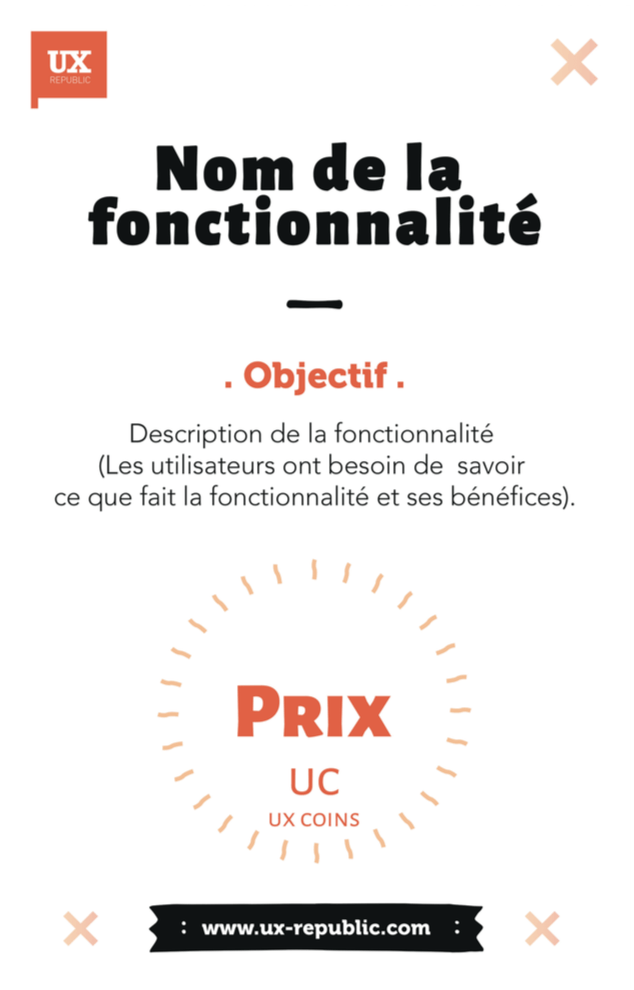 UX
REPUBLIC
Nom de la
fonctionnalité
. Objectif .
Description de la fonctionnalité
(Les utilisateurs ont besoin de savoir
ce que fait la fonctionnalité et ses bénéfices).
PRIX
UC
UX COINS
: www.ux-republic.com :